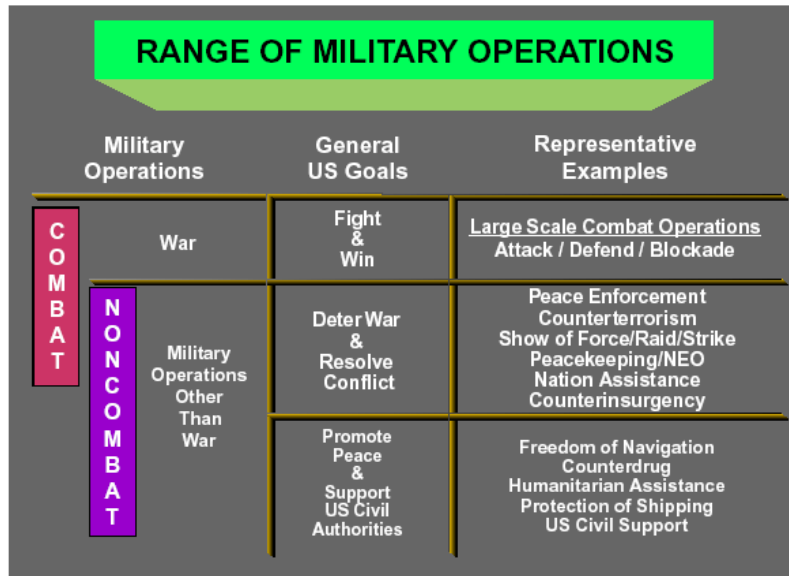 RANGE OF MILITARY OPERATIONS
Military
Operations
General
US Goals
Representative
Examples
COMBAT
War
Fight
&
Win
Large Scale Combat Operations
Attack / Defend / Blockade
NONCOMBAT
Military
Operations
Other
Than
War
Deter War
&
Resolve
Conflict
Peace Enforcement
Counterterrorism
Show of Force/Raid/Strike
Peacekeeping/NEO
Nation Assistance
Counterinsurgency
Promote
Peace
&
Support
US Civil
Authorities
Freedom of Navigation
Counterdrug
Humanitarian Assistance
Protection of Shipping
US Civil Support